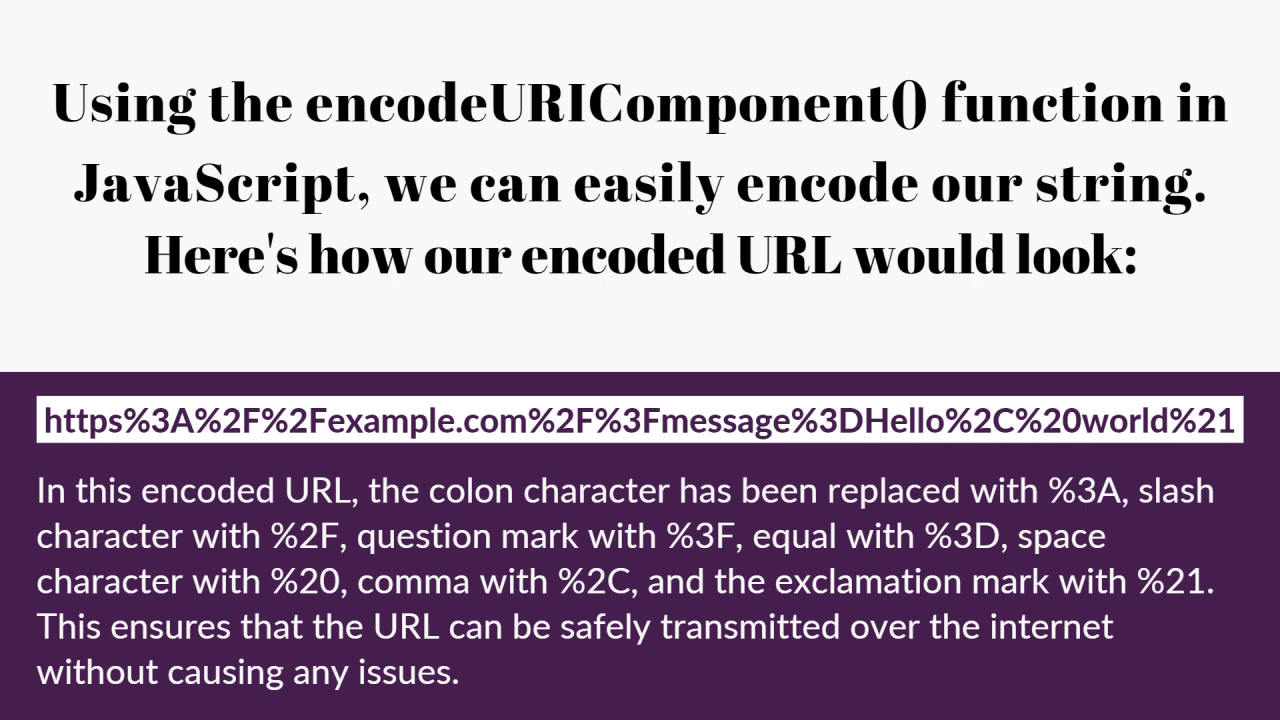 Using the encodeURIComponent() function in
JavaScript, we can easily encode our string.
Here's how our encoded URL would look:
https%3A%2F%2Fexample.com%2F%3Fmessage%3DHello%2C%20world%21
In this encoded URL, the colon character has been replaced with %3A, slash
character with %2F, question mark with %3F, equal with %3D, space
character with %20, comma with %2C, and the exclamation mark with %21.
This ensures that the URL can be safely transmitted over the internet
without causing any issues.